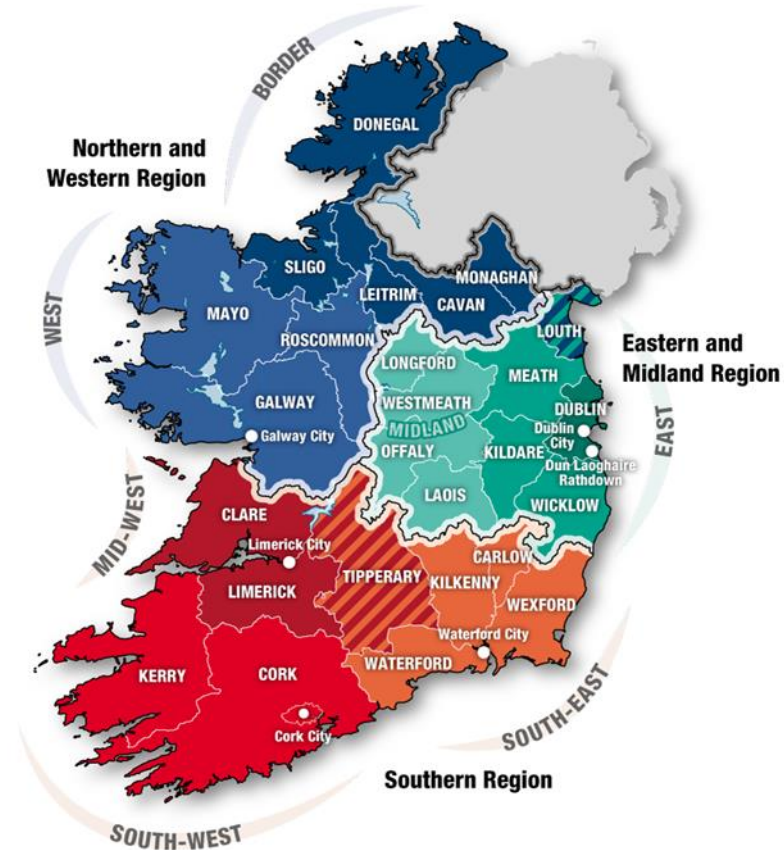 BORDER
DONEGAL
Northern and
Western Region
SLIGO
MONAGHAN
LEITRIM
CAVAN
MAYO
WEST
ROSCOMMON
LOUTH
LONGFORD
Eastern and
Midland Region
MEATH
GALWAY
WESTMEATH
DUBLIN
MIDLAND
Dublin
City
EAST
Galway City
OFFALY
KILDARE
Dun Laoghaire
Rathdown
LAOIS
WICKLOW
CLARE
MID-WEST
Limerick City
CARLOW
TIPPERARY
KILKENNY
LIMERICK
WEXFORD
Waterford City
WATERFORD
KERRY
CORK
SOUTH-EAST
Cork City
Southern Region
SOUTH-WEST